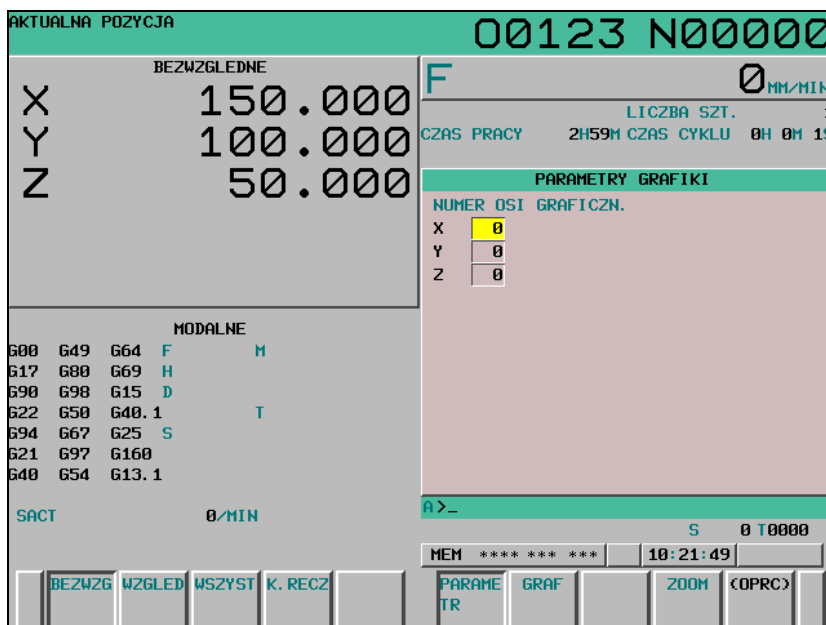 AKTUALNA POZYCJA
O0123 N00000
BEZWZGLEDNE
X 150.000
Y 100.000
Z 50.000
F 0 MM/MIN
LICZBA SZT.
CZAS PRACY 2H59M CZAS CYKLU 0H 0M
PARAMETRY GRAFIKI
NUMER OSI GRAFICZN.
X 0
Y 0
Z 0
MODALNE
G00 G49 G64 F M
G17 G80 G69 H
G90 G98 G15 D
G22 G50 G40.1 T
G94 G67 G25 S
G21 G97 G160
G40 G54 G13.1
SACT 0/MIN
A>_
S 0 T0000
MEM **** *** *** 10:21:49
BEZWZG WZGLED WSZYST K.RECZ
PARAME
TR
GRAF ZOOM (OPRC)